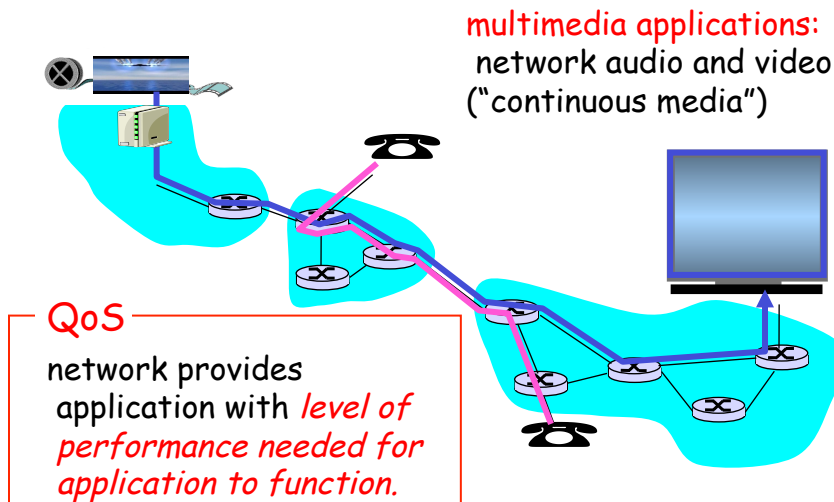 multimedia applications:
network audio and video
(“continuous media”)
QoS
network provides
application with level of
performance needed for
application to function.